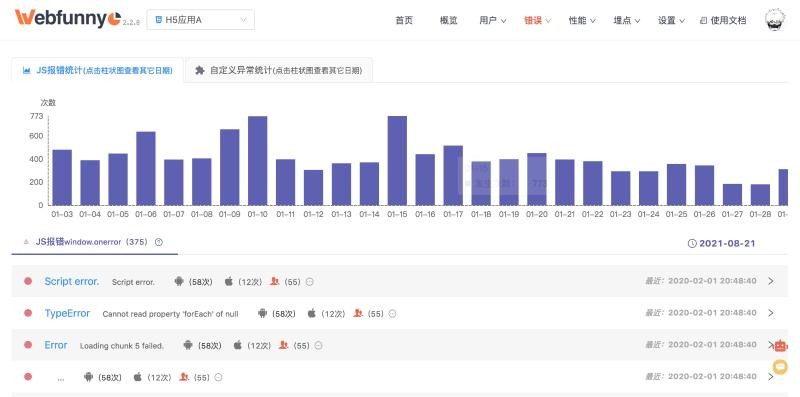 Webfunny 2.2.8 H5应用A 首页 概览 用户 错误 性能 埋点 设置 使用文档
JS报错统计(点击柱状图查看其它日期) 自定义异常统计(点击柱状图查看其它日期)
次数
773
600
400
200
0
01-03 01-04 01-05 01-06 01-07 01-08 01-09 01-10 01-11 01-12 01-13 01-14 01-15 01-16 01-17 01-18 01-19 01-20 01-21 01-22 01-23 01-24 01-25 01-26 01-27 01-28
01-15
发生次数: 773
JS报错window.onerror（375） 2021-08-21
Script error. Script error. (58次) (12次) (55) 最近：2020-02-01 20:48:40
TypeError Cannot read property 'forEach' of null (58次) (12次) (55) 最近：2020-02-01 20:48:40
Error Loading chunk 5 failed. (58次) (12次) (55) 最近：2020-02-01 20:48:40
... (58次) (12次) (55) 最近：2020-02-01 20:48:40